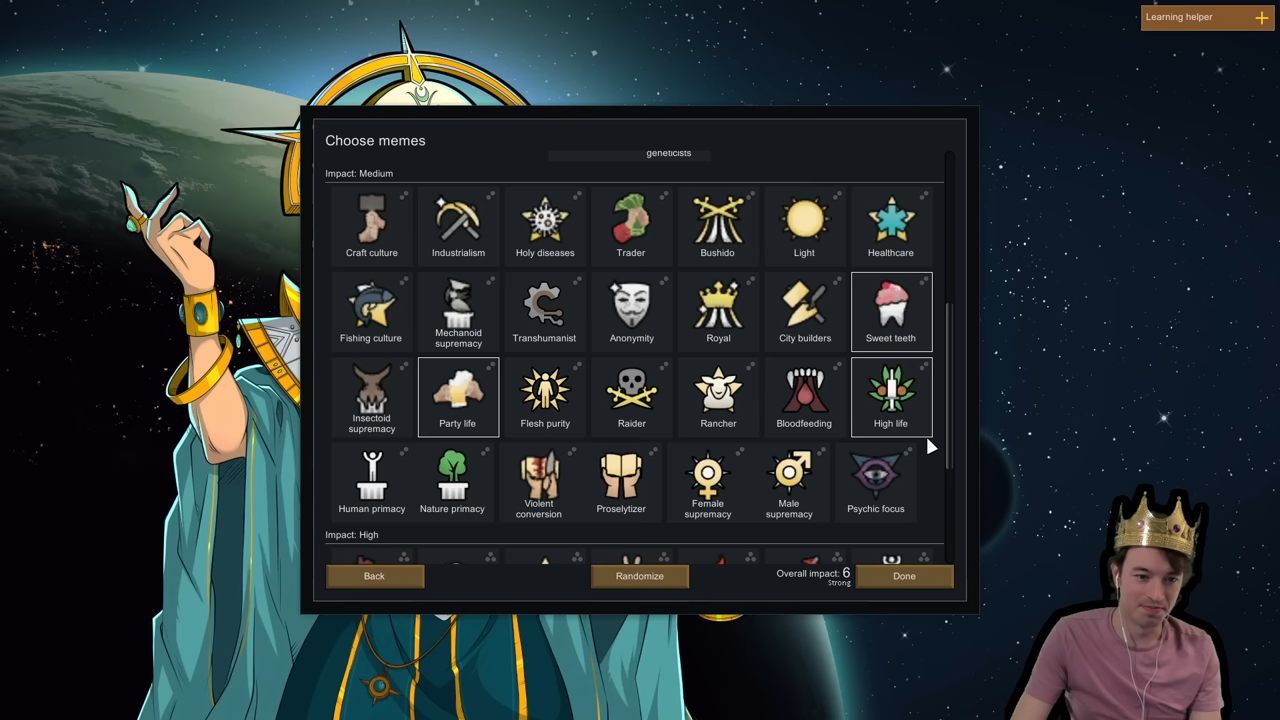 Learning helper
Choose memes
geneticists
Impact: Medium
Craft culture
Industrialism
Holy diseases
Trader
Bushido
Light
Healthcare
Fishing culture
Mechanoid
supremacy
Transhumanist
Anonymity
Royal
City builders
Sweet teeth
Insectoid
supremacy
Party life
Flesh purity
Raider
Rancher
Bloodfeeding
High life
Human primacy
Nature primacy
Violent
conversion
Proselytizer
Female
supremacy
Male
supremacy
Psychic focus
Impact: High
Back
Randomize
Overall impact: 6
Strong
Done